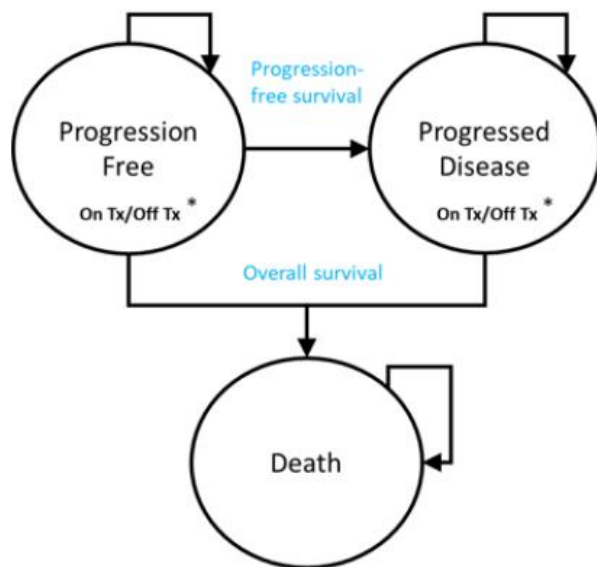 Progression-
free survival
Progression
Free
On Tx/Off Tx *
Progressed
Disease
On Tx/Off Tx *
Overall survival
Death